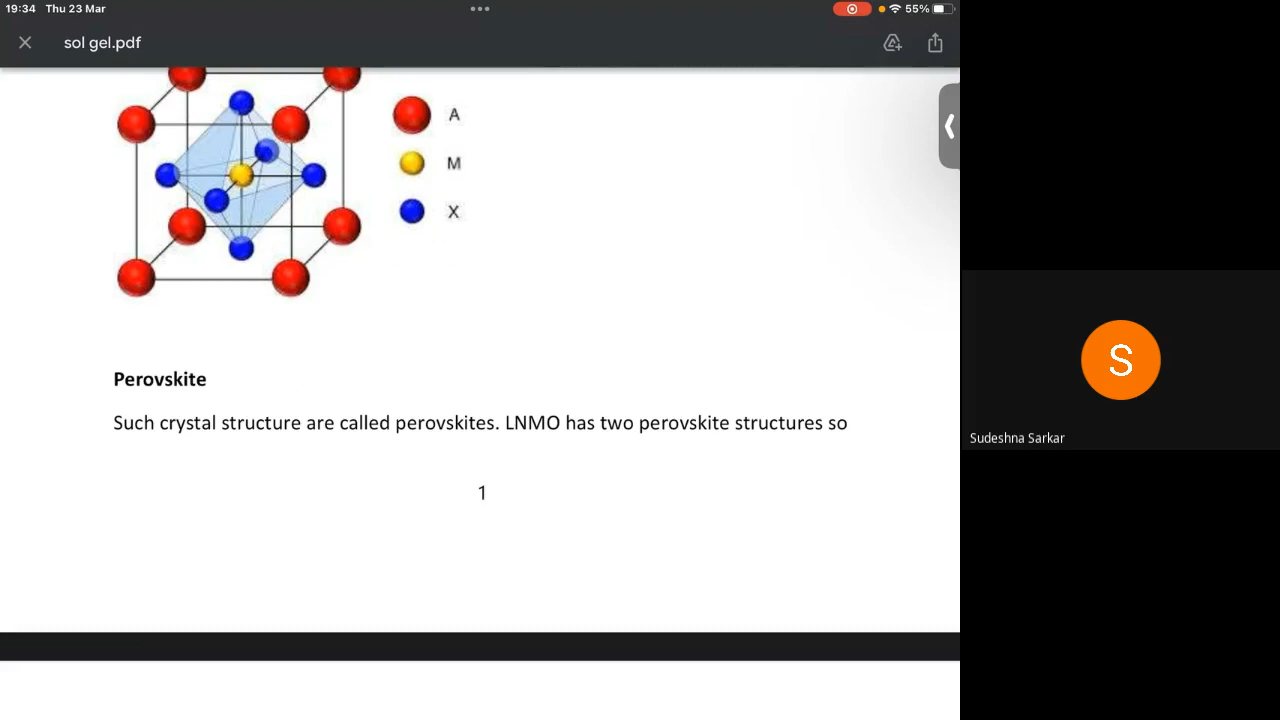 19:34 Thu 23 Mar
55%
sol gel.pdf
A
M
X
Perovskite
Such crystal structure are called perovskites. LNMO has two perovskite structures so
1
S
Sudeshna Sarkar